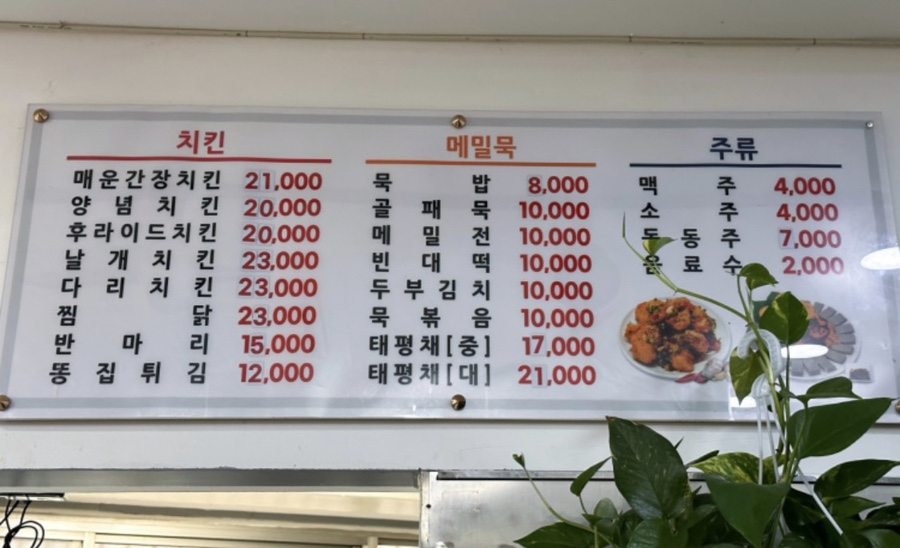 치킨
매운간장치킨 21,000
양념치킨 20,000
후라이드치킨 20,000
날개치킨 23,000
다리치킨 23,000
찜닭 23,000
반마리 15,000
똥집튀김 12,000
메밀묵
묵밥 8,000
골패묵 10,000
메밀전 10,000
빈대떡 10,000
두부김치 10,000
묵볶음 10,000
태평채[중] 17,000
태평채[대] 21,000
주류
맥주 4,000
소주 4,000
동동주 7,000
음료수 2,000